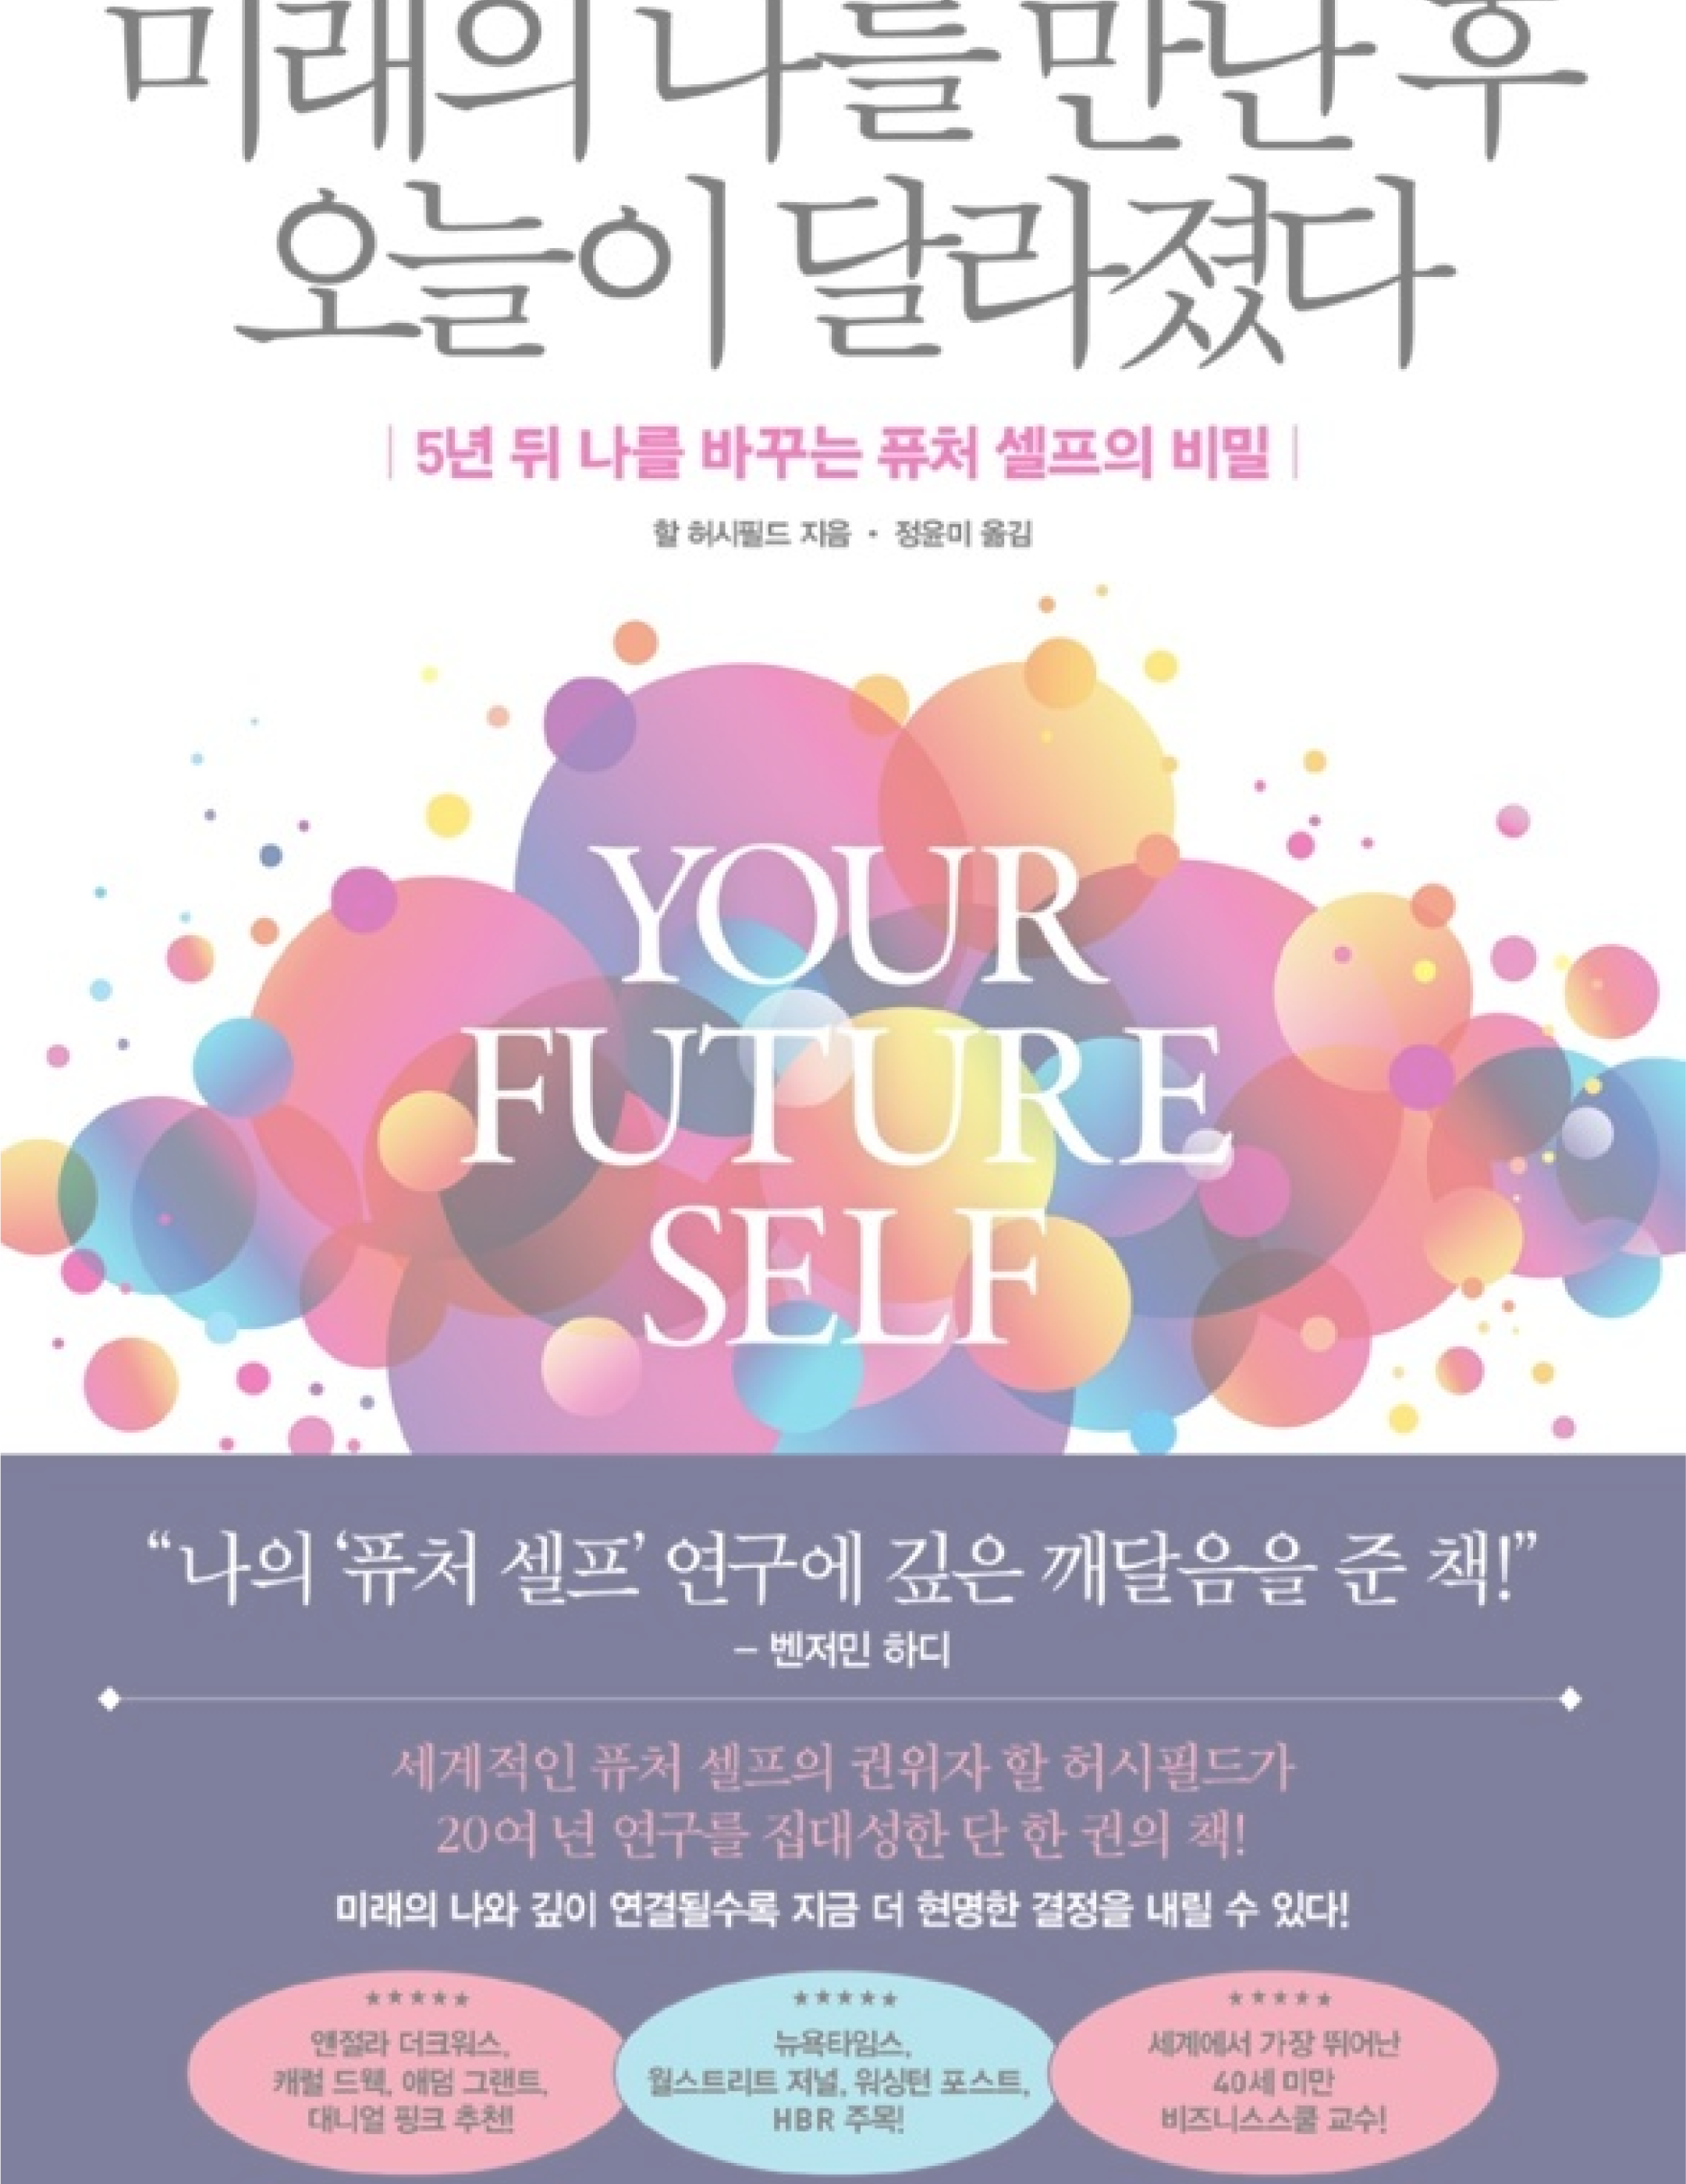 미래의 나를 만난 후
오늘이 달라졌다
| 5년 뒤 나를 바꾸는 퓨처 셀프의 비밀 |
할 허시필드 지음 • 정윤미 옮김
YOUR
FUTURE
SELF
“나의 ‘퓨처 셀프’ 연구에 깊은 깨달음을 준 책!”
– 벤저민 하디
세계적인 퓨처 셀프의 권위자 할 허시필드가
20여 년 연구를 집대성한 단 한 권의 책!
미래의 나와 깊이 연결될수록 지금 더 현명한 결정을 내릴 수 있다!
★★★★★
앤절라 더크워스,
캐럴 드웩, 애덤 그랜트,
대니얼 핑크 추천!
★★★★★
뉴욕타임스,
월스트리트 저널, 워싱턴 포스트,
HBR 주목!
★★★★★
세계에서 가장 뛰어난
40세 미만
비즈니스스쿨 교수!